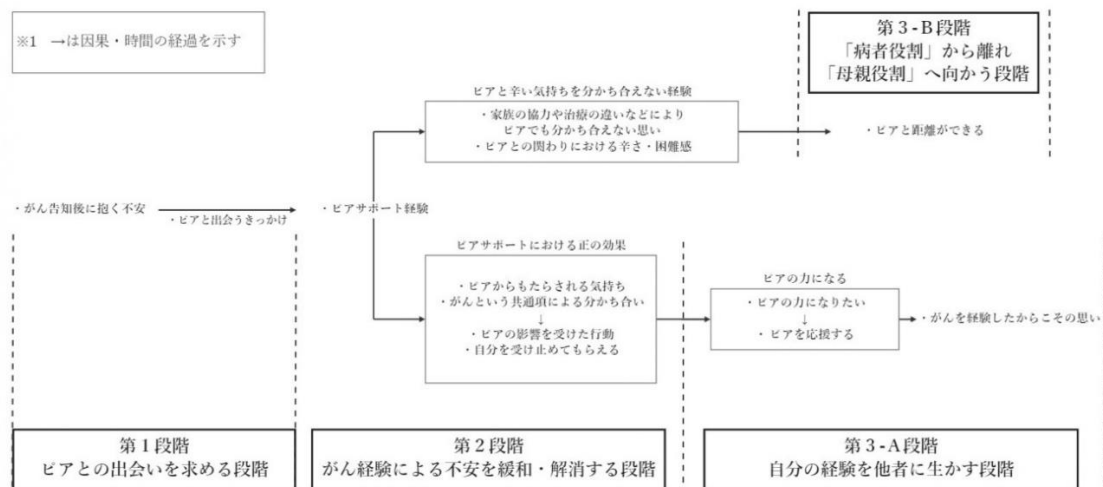 ※1　→は因果・時間の経過を示す
第3-B段階
「病者役割」から離れ
「母親役割」へ向かう段階
ピアと辛い気持ちを分かち合えない経験
・家族の協力や治療の違いなどにより
ピアでも分かち合えない思い
・ピアとの関わりにおける辛さ・困難感
・ピアと距離ができる
・がん告知後に抱く不安
・ピアと出会うきっかけ
・ピアサポート経験
ピアサポートにおける正の効果
・ピアからもたらされる気持ち
・がんという共通項による分かち合い
↓
・ピアの影響を受けた行動
・自分を受け止めてもらえる
ピアの力になる
・ピアの力になりたい
↓
・ピアを応援する
・がんを経験したからこその思い
第1段階
ピアとの出会いを求める段階
第2段階
がん経験による不安を緩和・解消する段階
第3-A段階
自分の経験を他者に生かす段階